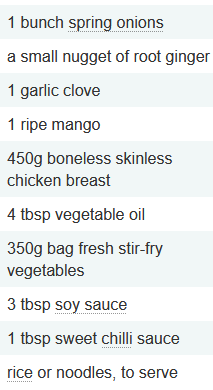 1 bunch spring onions
a small nugget of root ginger
1 garlic clove
1 ripe mango
450g boneless skinless
chicken breast
4 tbsp vegetable oil
350g bag fresh stir-fry
vegetables
3 tbsp soy sauce
1 tbsp sweet chilli sauce
rice or noodles, to serve